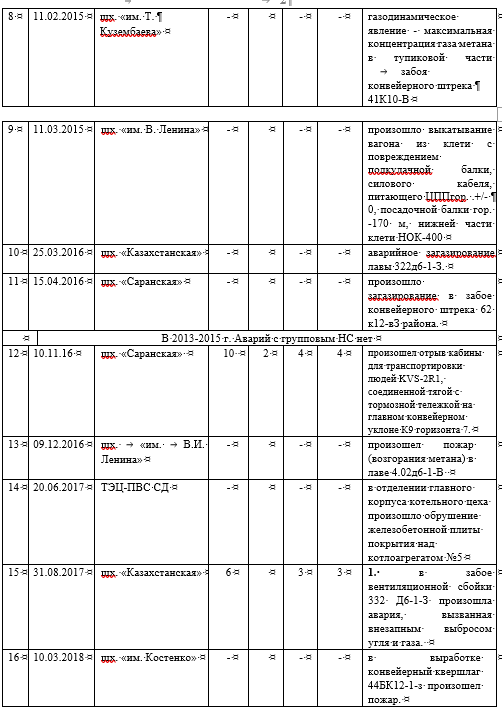 8 11.02.2015 шх. «им. Т. - - - - газодинамическое
Кузембаева» явление - максимальная
концентрация газа метана
в тупиковой части
забоя
конвейерного штрека
41К10-В
9 11.03.2015 шх. «им. В. Ленина» - - - - произошло выкатывание
вагона из клети с
повреждением
подкулачной балки,
силового кабеля,
питающего ЦППгор. .+/-
0, посадочной балки гор.
-170 м, нижней части
клети НОК-400
10 25.03.2016 шх. «Казахстанская» - - - - аварийное загазирование
лавы 322д6-1-З.
11 15.04.2016 шх. «Саранская» - - - - произошло
загазирование в забое
конвейерного штрека 62
к12-вЗ района.
В 2013-2015 г. Аварий с групповым НС нет
12 10.11.16 шх. «Саранская» 10 2 4 4 произошел отрыв кабины
для транспортировки
людей KVS-2R1,
соединенной тягой с
тормозной тележкой на
главном конвейерном
уклоне К9 горизонта 7.
13 09.12.2016 шх. «им. В.И. - - - - произошел пожар
Ленина» (возгорания метана) в
лаве 4.02д6-1-В
14 20.06.2017 ТЭЦ-ПВС СД - - - - в отделении главного
корпуса котельного цеха
произошло обрушение
железобетонной плиты
покрытия над
котлоагрегатом №5
15 31.08.2017 шх. «Казахстанская» 6 3 3 1. в забое
вентиляционной сбойки
332 Д6-1-З произошла
авария, вызванная
внезапным выбросом
угля и газа.
16 10.03.2018 шх. «им. Костенко» - - - - в выработке
конвейерный квершлаг
44БК12-1-з произошел
пожар.